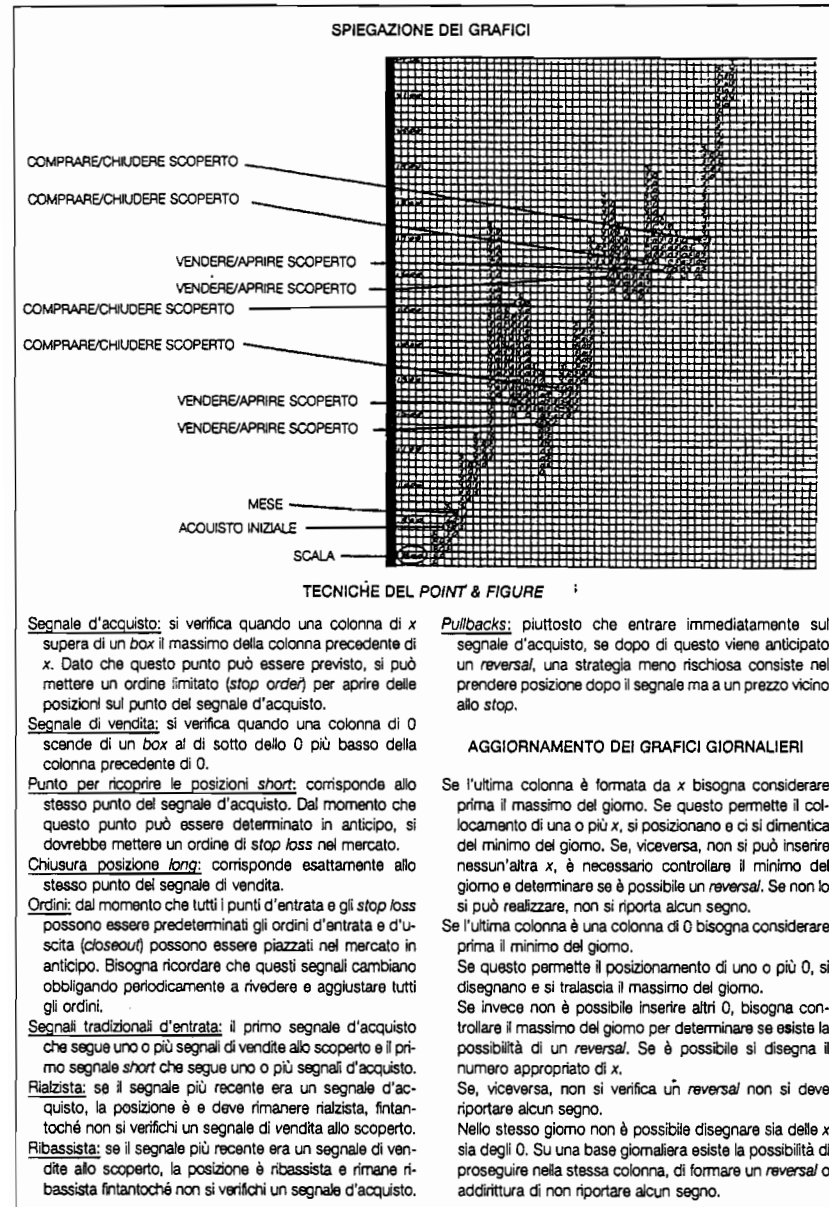 SPIEGAZIONE DEI GRAFICI
COMPRARE/CHIUDERE SCOPERTO
COMPRARE/CHIUDERE SCOPERTO
VENDERE/APRIRE SCOPERTO
VENDERE/APRIRE SCOPERTO
COMPRARE/CHIUDERE SCOPERTO
COMPRARE/CHIUDERE SCOPERTO
VENDERE/APRIRE SCOPERTO
VENDERE/APRIRE SCOPERTO
MESE
ACQUISTO INIZIALE
SCALA
TECNICHE DEL POINT & FIGURE
Segnale d'acquisto: si verifica quando una colonna di x
supera di un box il massimo della colonna precedente di
x. Dato che questo punto può essere previsto, si può
mettere un ordine limitato (stop order) per aprire delle
posizioni sul punto del segnale d'acquisto.
Segnale di vendita: si verifica quando una colonna di 0
scende di un box al di sotto dello 0 più basso della
colonna precedente di 0.
Punto per ricoprire le posizioni short: corrisponde allo
stesso punto del segnale d'acquisto. Dal momento che
questo punto può essere determinato in anticipo, si
dovrebbe mettere un ordine di stop loss nel mercato.
Chiusura posizione long: corrisponde esattamente allo
stesso punto del segnale di vendita.
Ordini: dal momento che tutti i punti d'entrata e gli stop loss
possono essere predeterminati gli ordini d'entrata e d'u-
scita (closeout) possono essere piazzati nel mercato in
anticipo. Bisogna ricordare che questi segnali cambiano
obbligando periodicamente a rivedere e aggiustare tutti
gli ordini.
Segnali tradizionali d'entrata: il primo segnale d'acquisto
che segue uno o più segnali di vendite allo scoperto e il pri-
mo segnale short che segue uno o più segnali d'acquisto.
Rialzista: se il segnale più recente era un segnale d'ac-
quisto, la posizione è e deve rimanere rialzista, fintan-
toché non si verifichi un segnale di vendita allo scoperto.
Ribassista: se il segnale più recente era un segnale di ven-
dite allo scoperto, la posizione è ribassista e rimane ri-
bassista fintantoché non si verifichi un segnale d'acquisto.
Pullbacks: piuttosto che entrare immediatamente sul
segnale d'acquisto, se dopo di questo viene anticipato
un reversal, una strategia meno rischiosa consiste nel
prendere posizione dopo il segnale ma a un prezzo vicino
allo stop.
AGGIORNAMENTO DEI GRAFICI GIORNALIERI
Se l'ultima colonna è formata da x bisogna considerare
prima il massimo del giorno. Se questo permette il col-
locamento di una o più x, si posizionano e ci si dimentica
del minimo del giorno. Se, viceversa, non si può inserire
nessun'altra x, è necessario controllare il minimo del
giorno e determinare se è possibile un reversal. Se non lo
si può realizzare, non si riporta alcun segno.
Se l'ultima colonna è una colonna di 0 bisogna considerare
prima il minimo del giorno.
Se questo permette il posizionamento di uno o più 0, si
disegnano e si tralascia il massimo del giorno.
Se invece non è possibile inserire altri 0, bisogna con-
trollare il massimo del giorno per determinare se esiste la
possibilità di un reversal. Se è possibile si disegna il
numero appropriato di x.
Se, viceversa, non si verifica un reversal non si deve
riportare alcun segno.
Nello stesso giorno non è possibile disegnare sia delle x
sia degli 0. Su una base giornaliera esiste la possibilità di
proseguire nella stessa colonna, di formare un reversal o
addirittura di non riportare alcun segno.